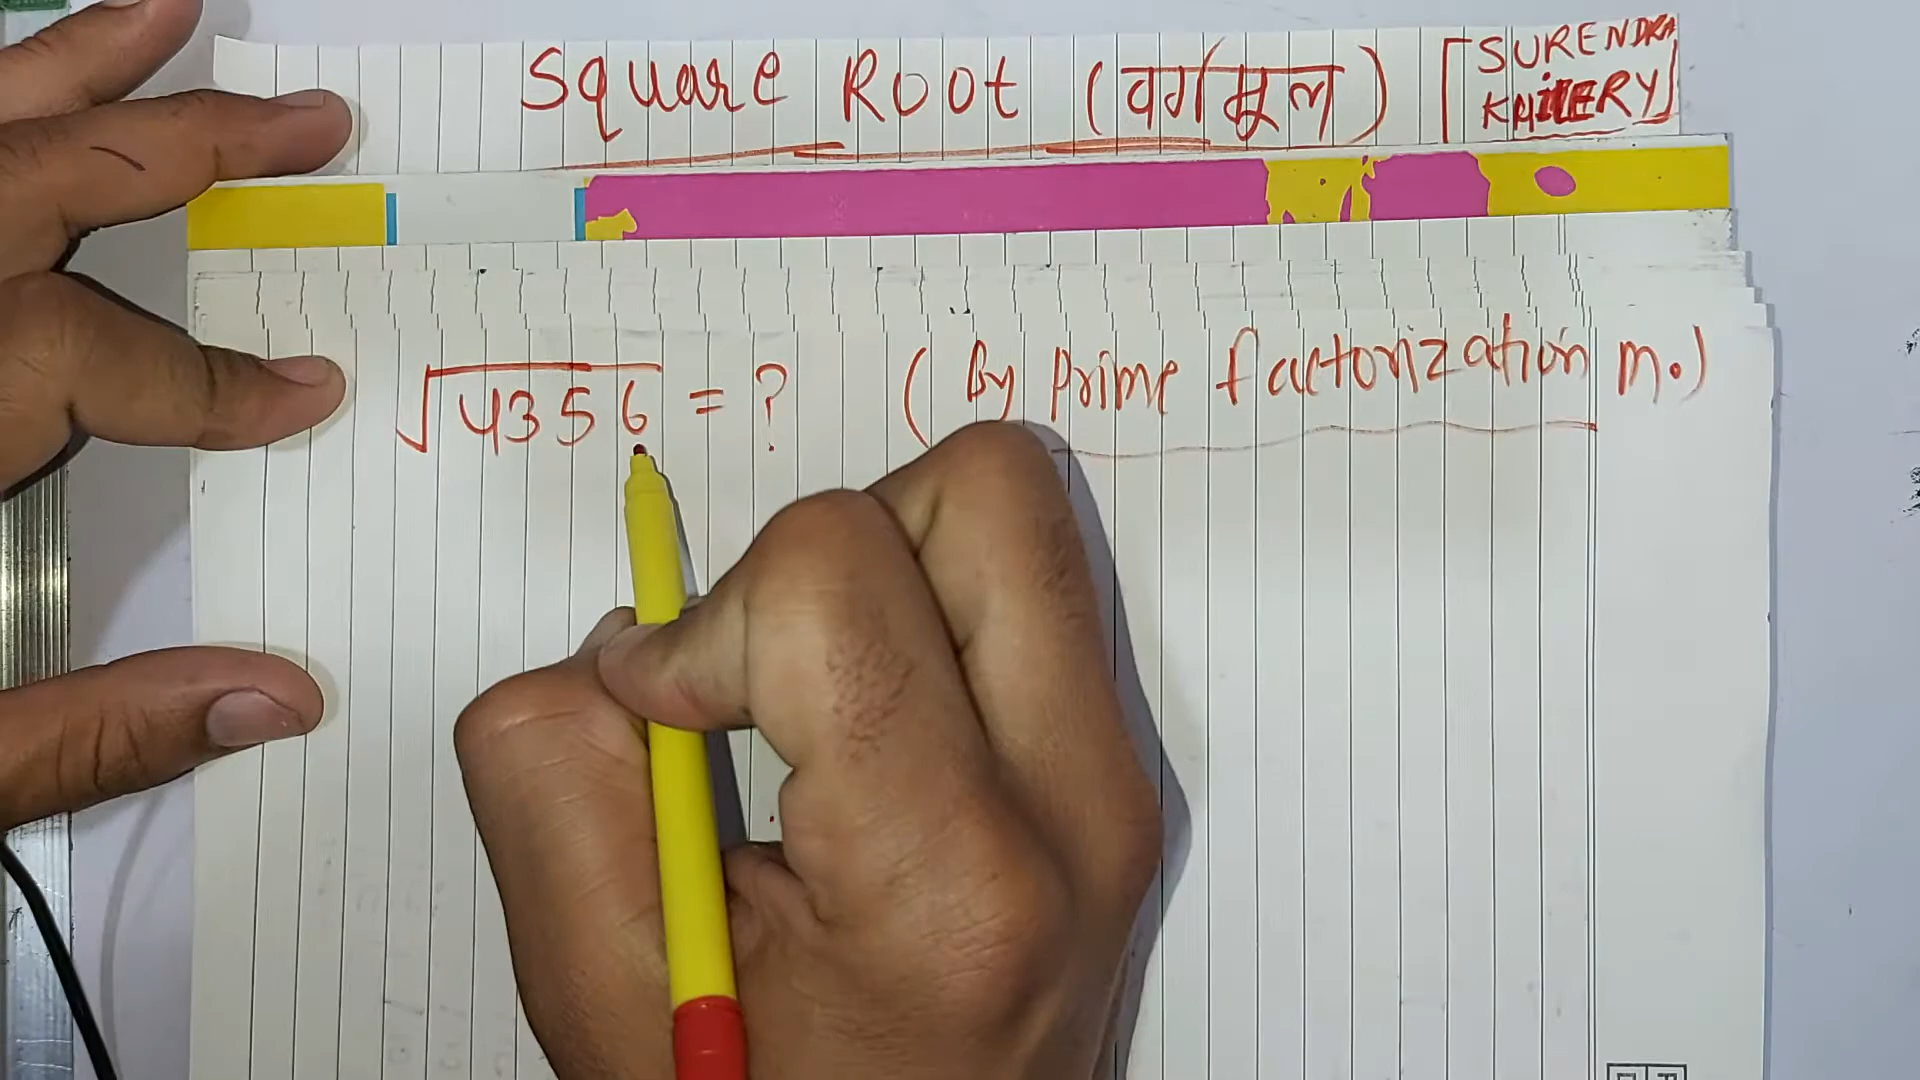 Square Root (वर्गमूल) [SURENDRA
KHILERY]
√4356 = ? (By Prime factorization m.)